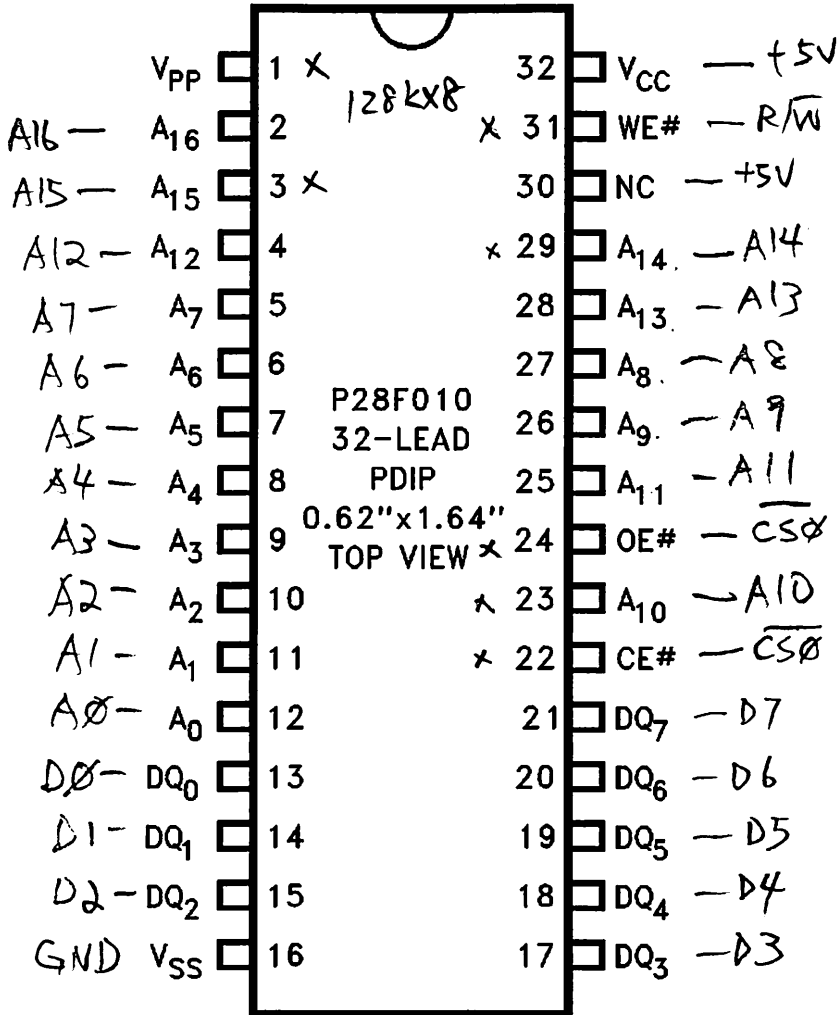 VPP 1 x 32 VCC — +5V
128kX8
A16 — A16 2 x 31 WE# — R/W̅
A15 — A15 3 x 30 NC — +5V
A12 — A12 4 x 29 A14. — A14
A7 — A7 5 28 A13. — A13
A6 — A6 6 27 A8. — A8
A5 — A5 7 26 A9. — A9
A4 — A4 8 25 A11 — A11
A3 — A3 9 x 24 OE# — C̅S̅Ø̅
A2 — A2 10 x 23 A10 — A10
A1 — A1 11 x 22 CE# — C̅S̅Ø̅
AØ — A0 12 21 DQ7 — D7
DØ — DQ0 13 20 DQ6 — D6
D1 — DQ1 14 19 DQ5 — D5
D2 — DQ2 15 18 DQ4 — D4
GND VSS 16 17 DQ3 — D3
P28F010
32-LEAD
PDIP
0.62"x1.64"
TOP VIEW